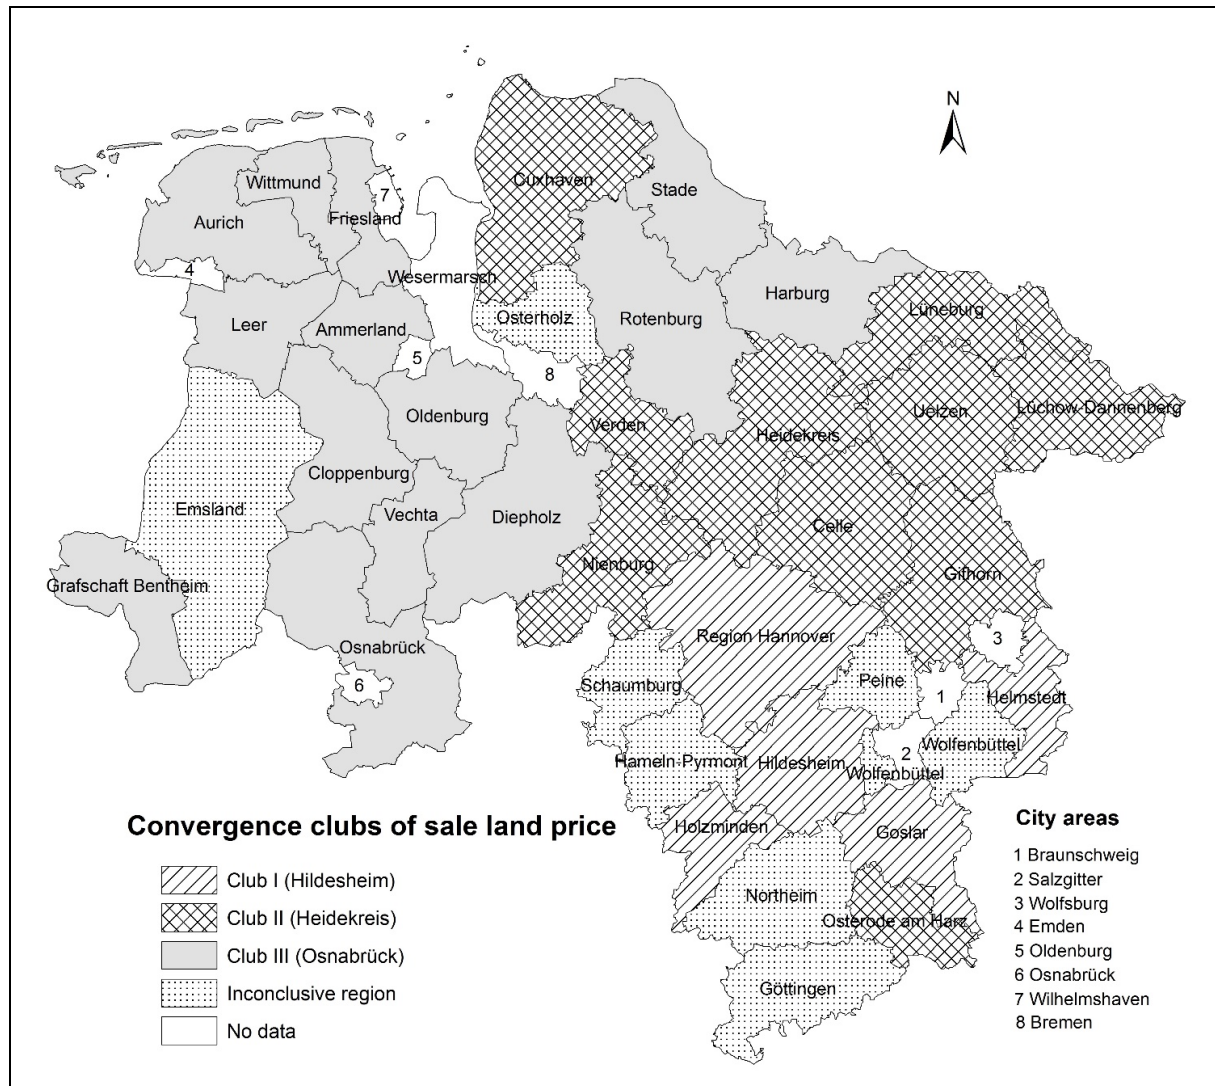 N
Cuxhaven
Stade
Wittmund
7
Aurich
Friesland
4
Wesermarsch
Harburg
Lüneburg
Osterholz
Rotenburg
Leer
Ammerland
5
8
Oldenburg
Verden
Heidekreis
Uelzen
Lüchow-Dannenberg
Cloppenburg
Emsland
Vechta
Diepholz
Celle
Nienburg
Gifhorn
Grafschaft Bentheim
Region Hannover
3
Osnabrück
6
Schaumburg
Peine
1
Helmstedt
Hameln-Pyrmont
Hildesheim
2
Wolfenbüttel
Wolfenbüttel
Holzminden
Goslar
Northeim
Osterode am Harz
Göttingen
Convergence clubs of sale land price
Club I (Hildesheim)
Club II (Heidekreis)
Club III (Osnabrück)
Inconclusive region
No data
City areas
1 Braunschweig
2 Salzgitter
3 Wolfsburg
4 Emden
5 Oldenburg
6 Osnabrück
7 Wilhelmshaven
8 Bremen